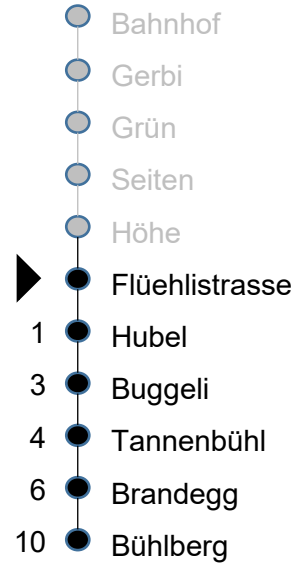 Bahnhof
Gerbi
Grün
Seiten
Höhe
Flüehlistrasse
1 Hubel
3 Buggeli
4 Tannenbühl
6 Brandegg
10 Bühlberg